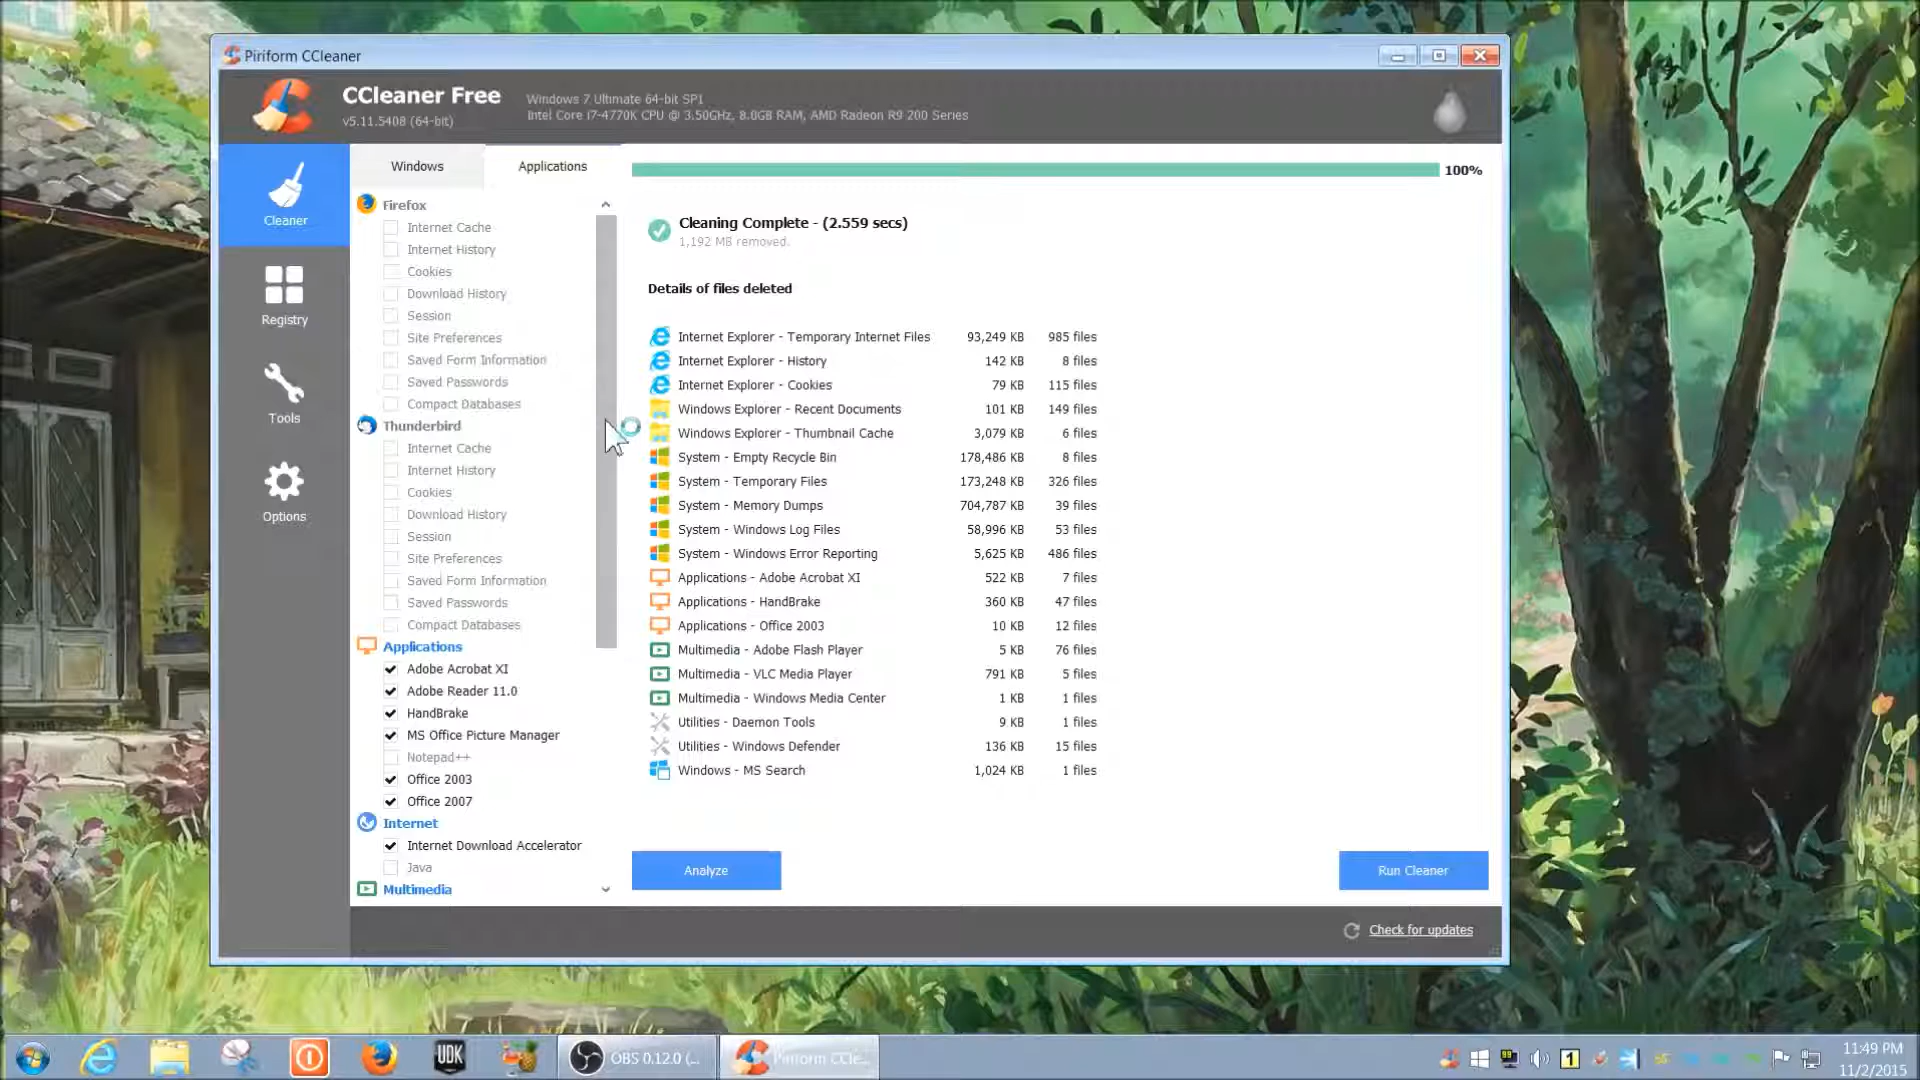 Piriform CCleaner
CCleaner Free
v5.11.5408 (64-bit)
Windows 7 Ultimate 64-bit SP1
Intel Core i7-4770K CPU @ 3.50GHz, 8.0GB RAM, AMD Radeon R9 200 Series
Cleaner
Registry
Tools
Options
Windows
Applications
Firefox
Internet Cache
Internet History
Cookies
Download History
Session
Site Preferences
Saved Form Information
Saved Passwords
Compact Databases
Thunderbird
Internet Cache
Internet History
Cookies
Download History
Session
Site Preferences
Saved Form Information
Saved Passwords
Compact Databases
Applications
Adobe Acrobat XI
Adobe Reader 11.0
HandBrake
MS Office Picture Manager
Notepad++
Office 2003
Office 2007
Internet
Internet Download Accelerator
Java
Multimedia
100%
Cleaning Complete - (2.559 secs)
1,192 MB removed.
Details of files deleted
Internet Explorer - Temporary Internet Files 93,249 KB 985 files
Internet Explorer - History 142 KB 8 files
Internet Explorer - Cookies 79 KB 115 files
Windows Explorer - Recent Documents 101 KB 149 files
Windows Explorer - Thumbnail Cache 3,079 KB 6 files
System - Empty Recycle Bin 178,486 KB 8 files
System - Temporary Files 173,248 KB 326 files
System - Memory Dumps 704,787 KB 39 files
System - Windows Log Files 58,996 KB 53 files
System - Windows Error Reporting 5,625 KB 486 files
Applications - Adobe Acrobat XI 522 KB 7 files
Applications - HandBrake 360 KB 47 files
Applications - Office 2003 10 KB 12 files
Multimedia - Adobe Flash Player 5 KB 76 files
Multimedia - VLC Media Player 791 KB 5 files
Multimedia - Windows Media Center 1 KB 1 files
Utilities - Daemon Tools 9 KB 1 files
Utilities - Windows Defender 136 KB 15 files
Windows - MS Search 1,024 KB 1 files
Analyze
Run Cleaner
Check for updates
UDK
OBS 0.12.0 (...
Piriform CCle...
1
11:49 PM
11/2/2015